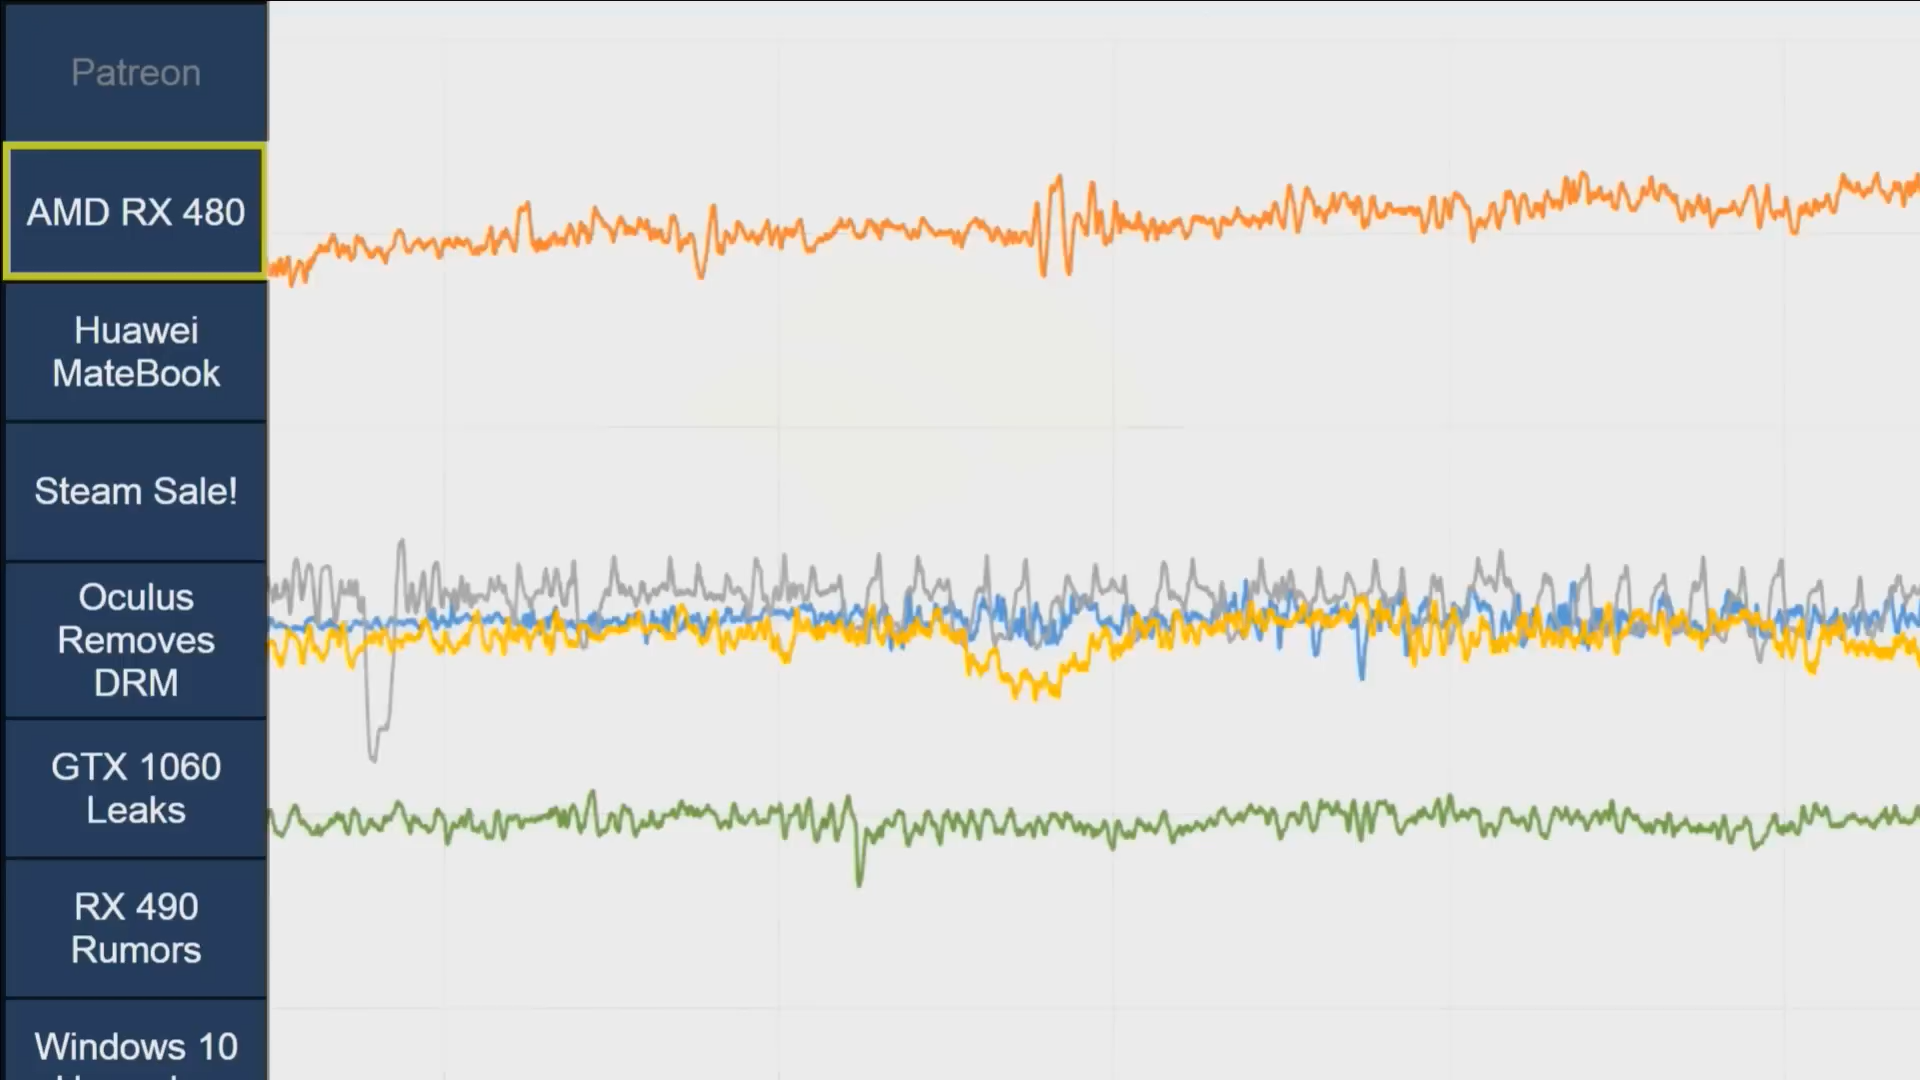 Patreon
AMD RX 480
Huawei
MateBook
Steam Sale!
Oculus
Removes
DRM
GTX 1060
Leaks
RX 490
Rumors
Windows 10